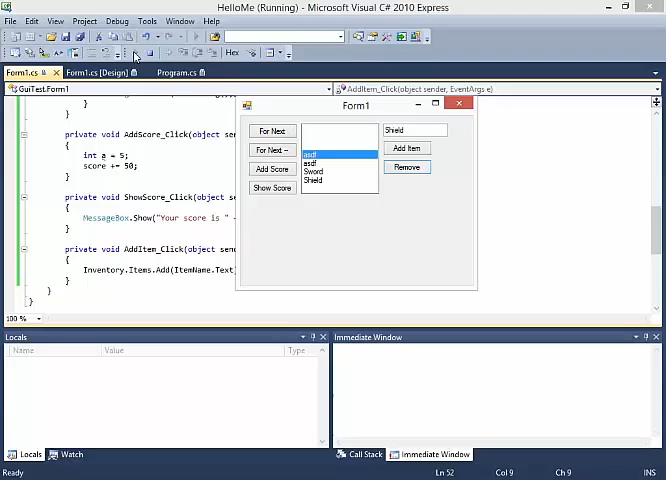 HelloMe (Running) - Microsoft Visual C# 2010 Express
File Edit View Project Debug Tools Window Help
Hex
Form1.cs Form1.cs [Design] Program.cs
GuiTest.Form1 AddItem_Click(object sender, EventArgs e)
}
}
private void AddScore_Click(object se
{
int a = 5;
score += 50;
}
private void ShowScore_Click(object s
{
MessageBox.Show("Your score is " -
}
private void AddItem_Click(object sen
{
Inventory.Items.Add(ItemName.Text)
}
}
}
Form1
For Next
For Next --
Add Score
Show Score
asdf
asdf
Sword
Shield
Shield
Add Item
Remove
100 %
Locals
Name Value Type
Immediate Window
Locals Watch
Call Stack Immediate Window
Ready Ln 52 Col 9 Ch 9 INS